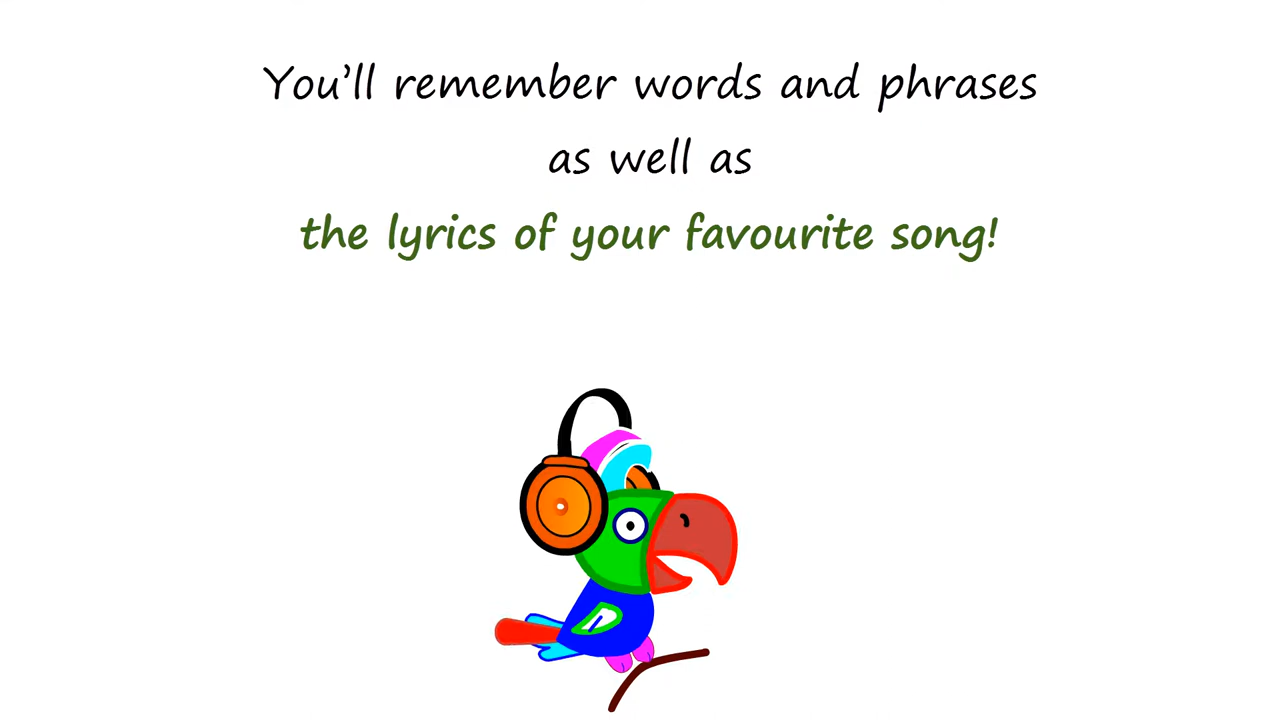 You'll remember words and phrases
as well as
the lyrics of your favourite song!